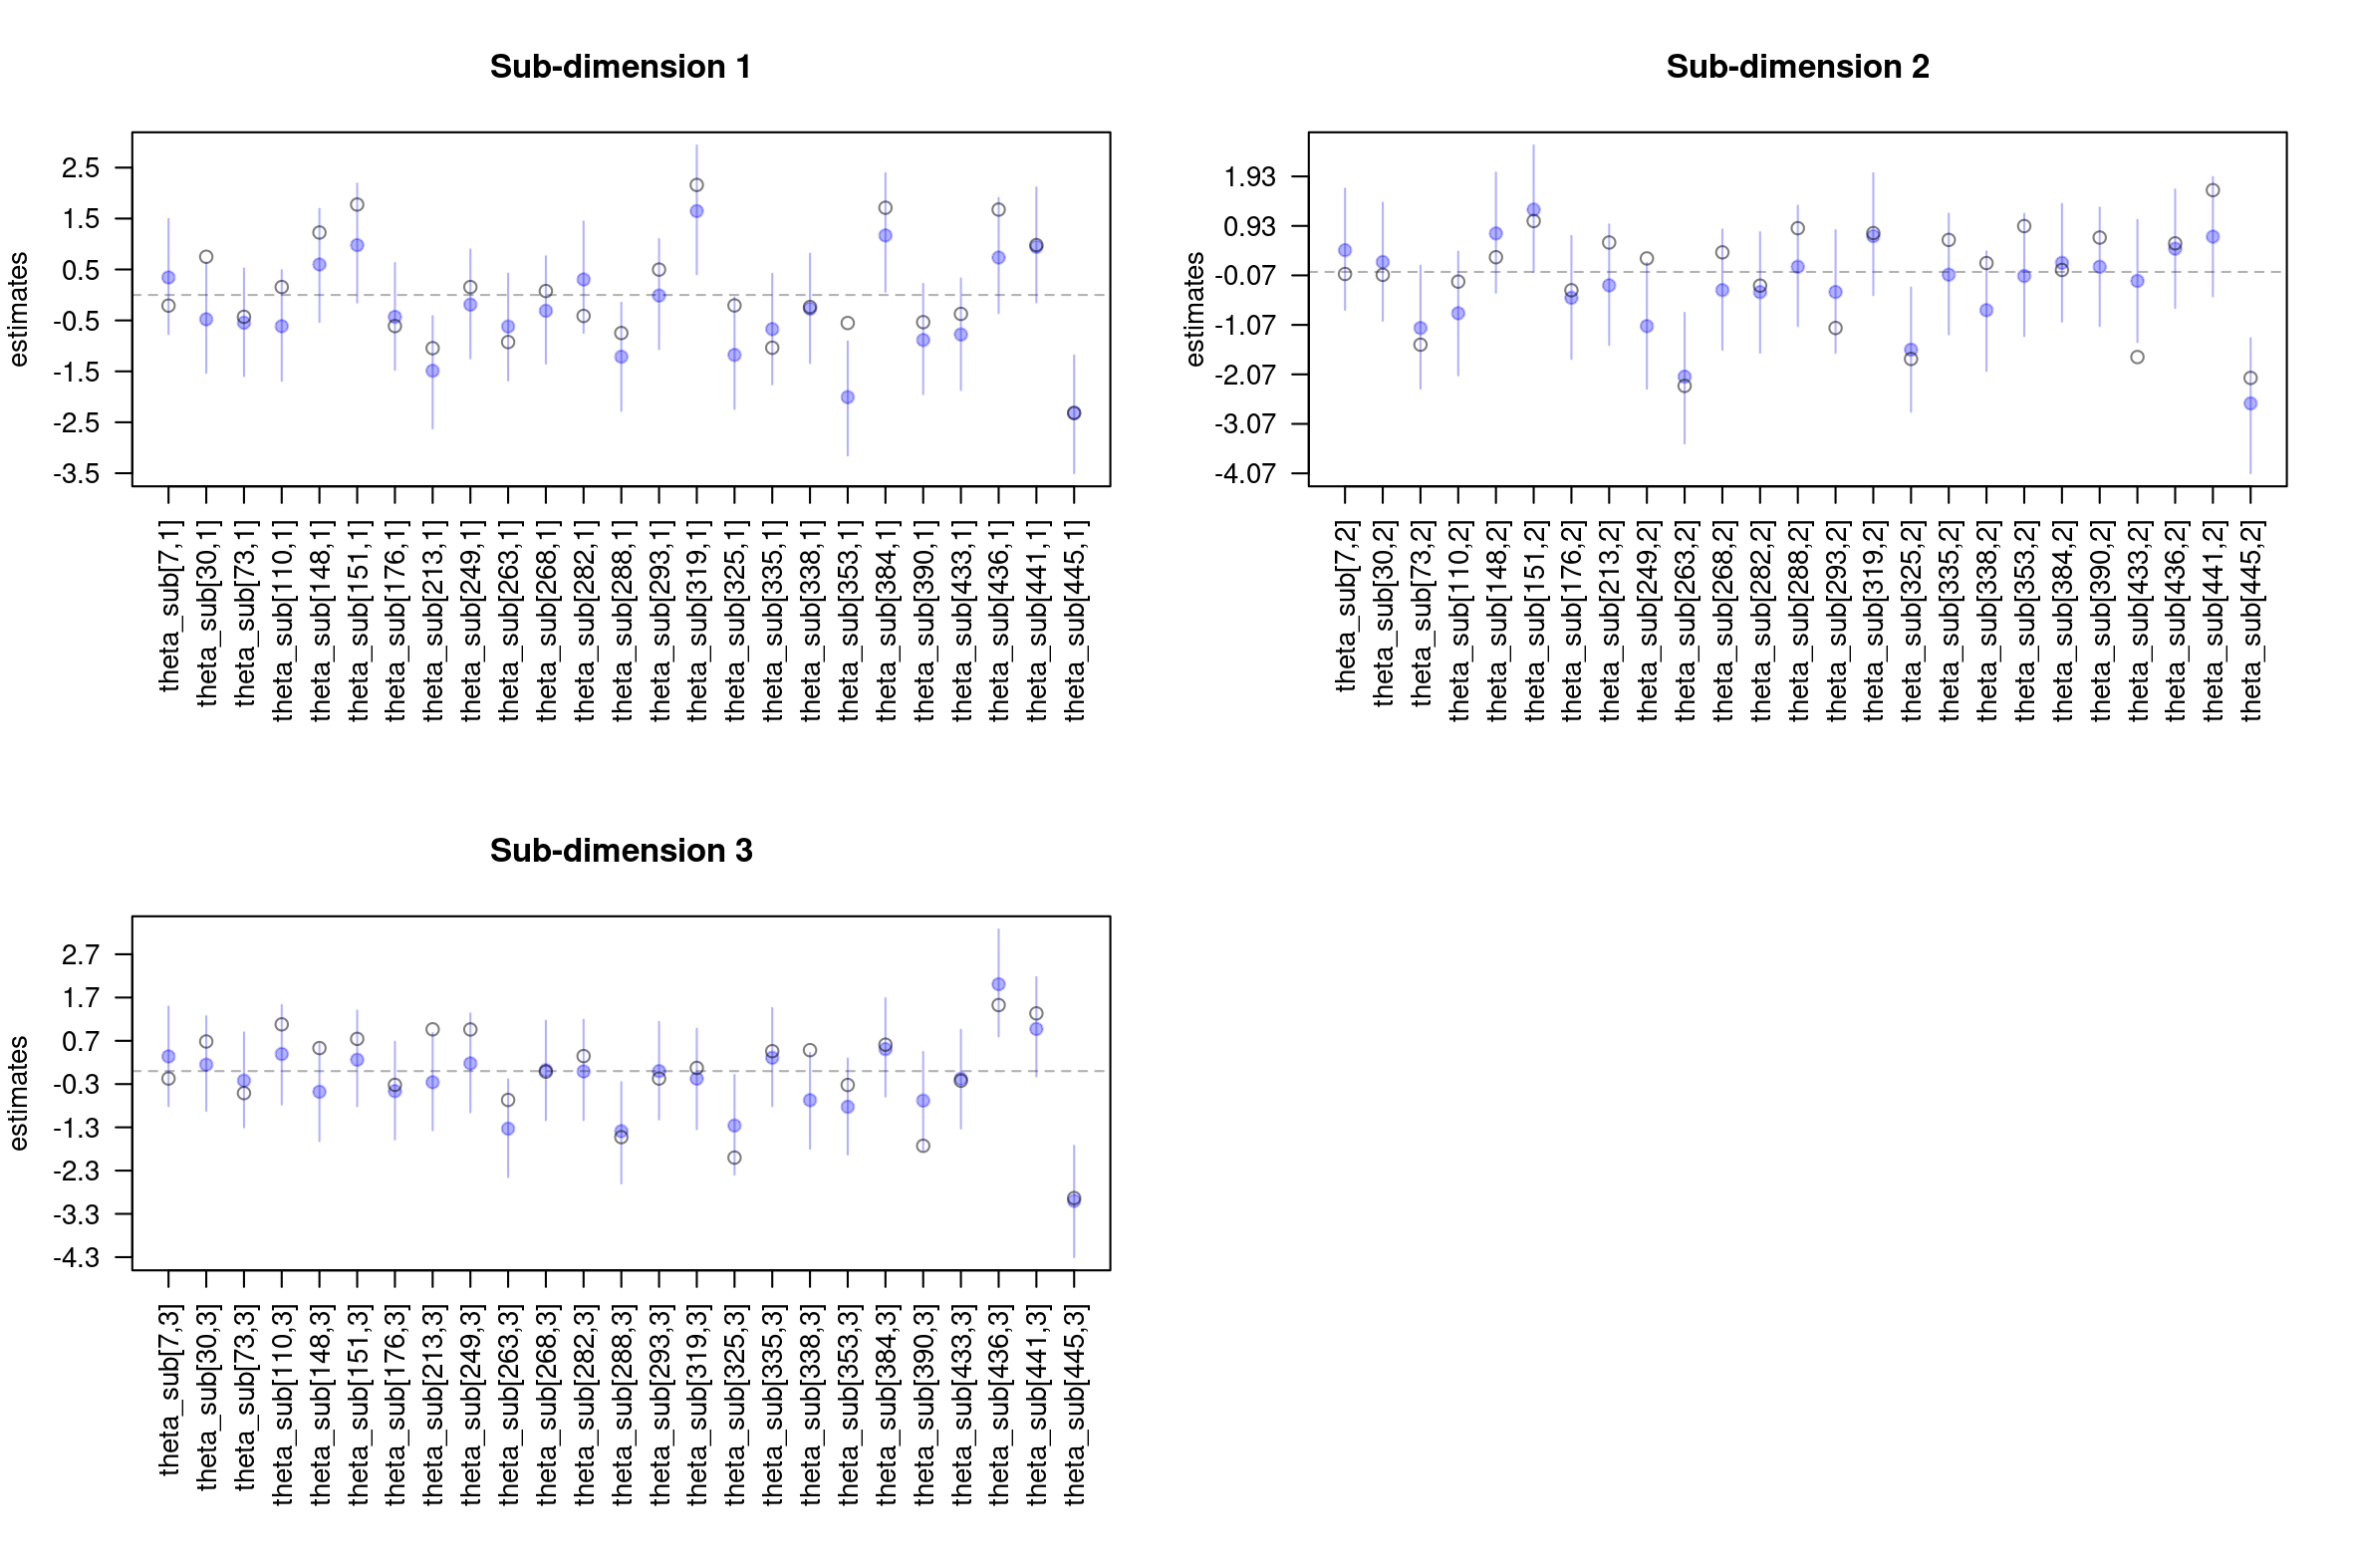 Sub-dimension 1
estimates
2.5
1.5
0.5
-0.5
-1.5
-2.5
-3.5
theta_sub[7,1]
theta_sub[30,1]
theta_sub[73,1]
theta_sub[110,1]
theta_sub[148,1]
theta_sub[151,1]
theta_sub[176,1]
theta_sub[213,1]
theta_sub[249,1]
theta_sub[263,1]
theta_sub[268,1]
theta_sub[282,1]
theta_sub[288,1]
theta_sub[293,1]
theta_sub[319,1]
theta_sub[325,1]
theta_sub[335,1]
theta_sub[338,1]
theta_sub[353,1]
theta_sub[384,1]
theta_sub[390,1]
theta_sub[433,1]
theta_sub[436,1]
theta_sub[441,1]
theta_sub[445,1]
Sub-dimension 2
estimates
1.93
0.93
-0.07
-1.07
-2.07
-3.07
-4.07
theta_sub[7,2]
theta_sub[30,2]
theta_sub[73,2]
theta_sub[110,2]
theta_sub[148,2]
theta_sub[151,2]
theta_sub[176,2]
theta_sub[213,2]
theta_sub[249,2]
theta_sub[263,2]
theta_sub[268,2]
theta_sub[282,2]
theta_sub[288,2]
theta_sub[293,2]
theta_sub[319,2]
theta_sub[325,2]
theta_sub[335,2]
theta_sub[338,2]
theta_sub[353,2]
theta_sub[384,2]
theta_sub[390,2]
theta_sub[433,2]
theta_sub[436,2]
theta_sub[441,2]
theta_sub[445,2]
Sub-dimension 3
estimates
2.7
1.7
0.7
-0.3
-1.3
-2.3
-3.3
-4.3
theta_sub[7,3]
theta_sub[30,3]
theta_sub[73,3]
theta_sub[110,3]
theta_sub[148,3]
theta_sub[151,3]
theta_sub[176,3]
theta_sub[213,3]
theta_sub[249,3]
theta_sub[263,3]
theta_sub[268,3]
theta_sub[282,3]
theta_sub[288,3]
theta_sub[293,3]
theta_sub[319,3]
theta_sub[325,3]
theta_sub[335,3]
theta_sub[338,3]
theta_sub[353,3]
theta_sub[384,3]
theta_sub[390,3]
theta_sub[433,3]
theta_sub[436,3]
theta_sub[441,3]
theta_sub[445,3]